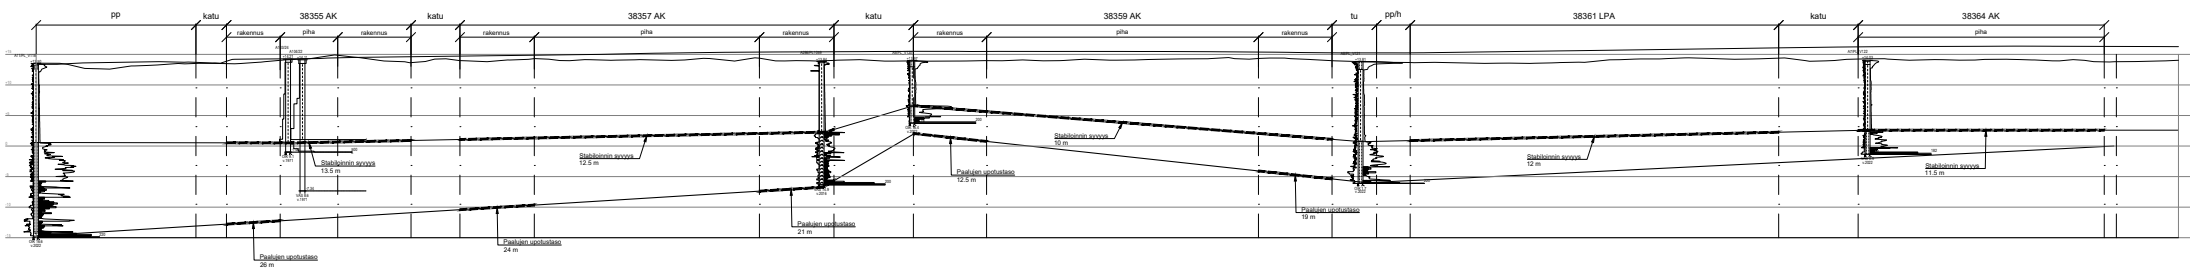 pp
katu
38355 AK
katu
38357 AK
katu
38359 AK
tu
pp/h
38361 LPA
katu
38364 AK
rakennus
piha
rakennus
rakennus
piha
rakennus
rakennus
piha
rakennus
piha
Stabiloinnin syvyys
13.5 m
Stabiloinnin syvyys
12.5 m
Stabiloinnin syvyys
10 m
Stabiloinnin syvyys
12 m
Stabiloinnin syvyys
11.5 m
Paalujen upotustaso
12.5 m
Paalujen upotustaso
19 m
Paalujen upotustaso
21 m
Paalujen upotustaso
24 m
Paalujen upotustaso
26 m